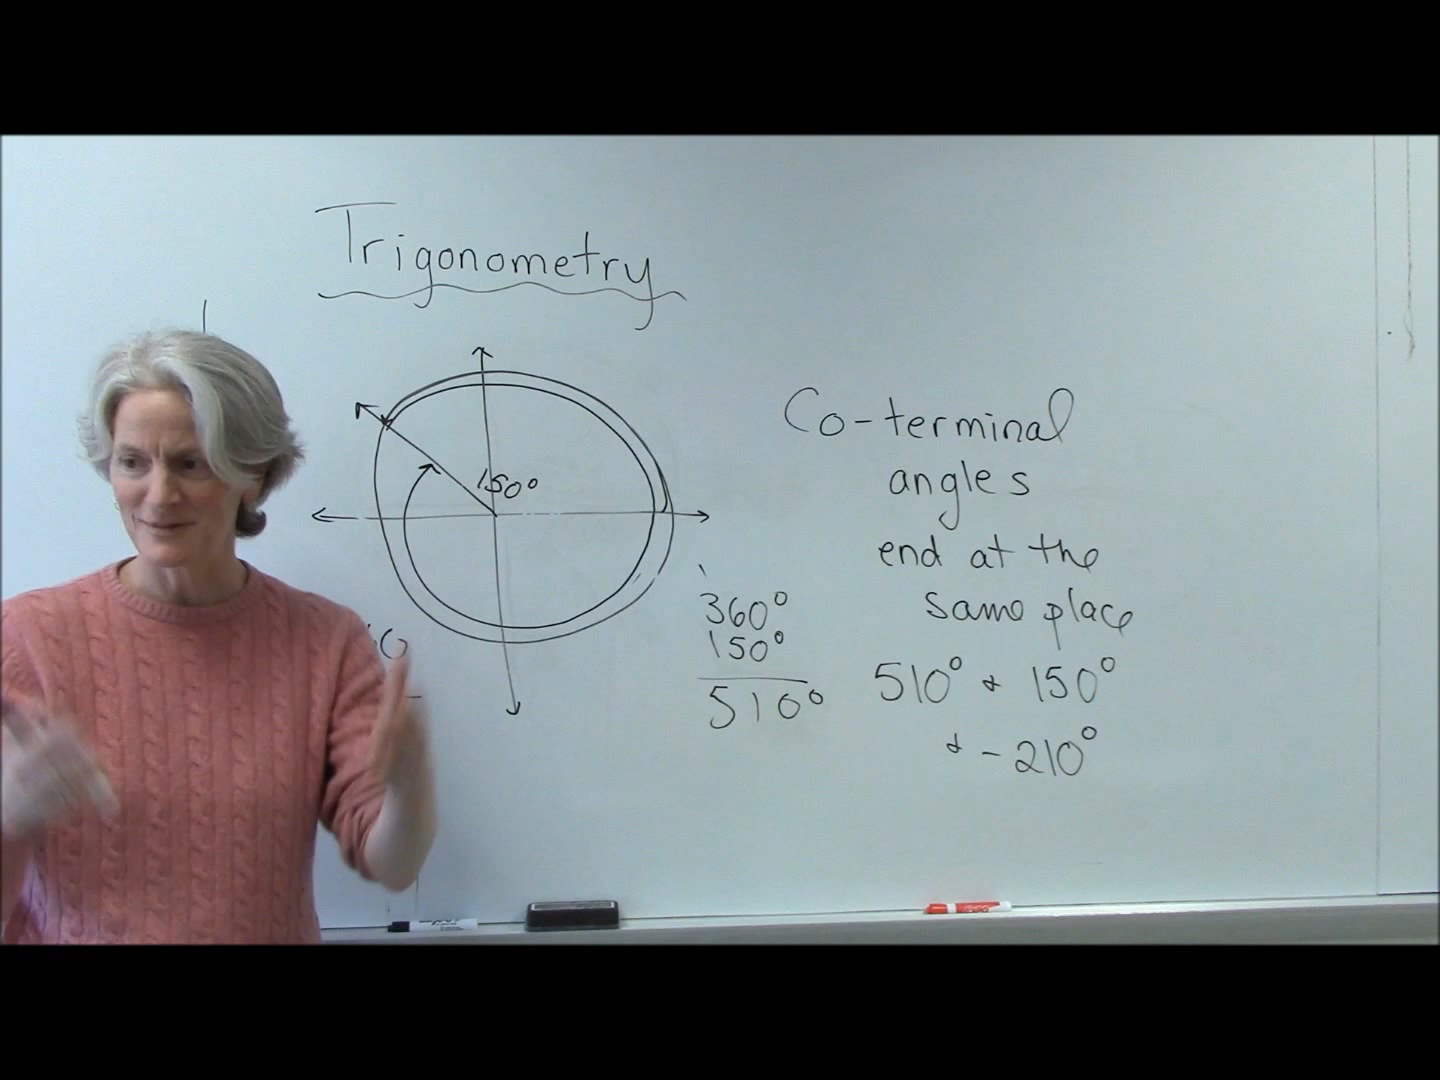 Trigonometry
150°
Co-terminal
angles
end at the
same place
360°
150°
510°
510° & 150°
& -210°